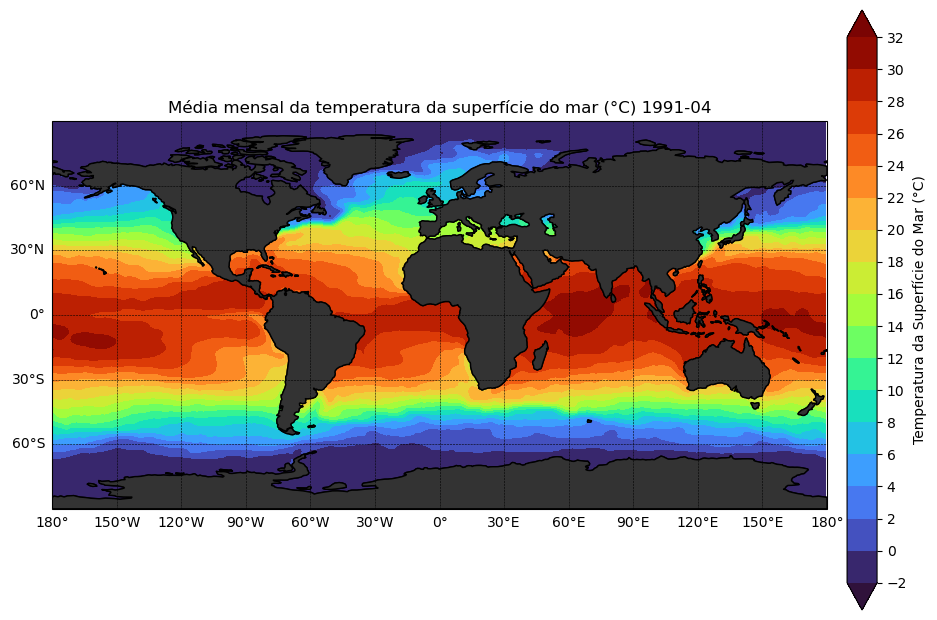 Média mensal da temperatura da superfície do mar (°C) 1991-04
60°N
30°N
0°
30°S
60°S
180° 150°W 120°W 90°W 60°W 30°W 0° 30°E 60°E 90°E 120°E 150°E 180°
32
30
28
26
24
22
20
18
16
14
12
10
8
6
4
2
0
−2
Temperatura da Superfície do Mar (°C)